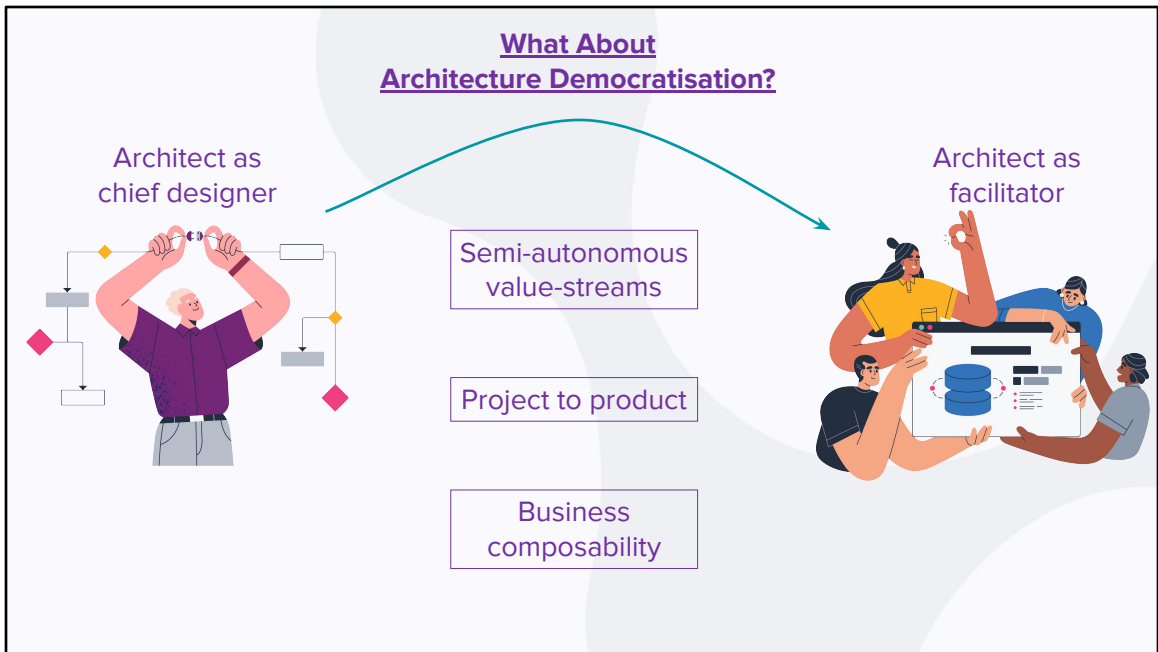 What About
Architecture Democratisation?
Architect as
chief designer
Architect as
facilitator
Semi-autonomous
value-streams
Project to product
Business
composability